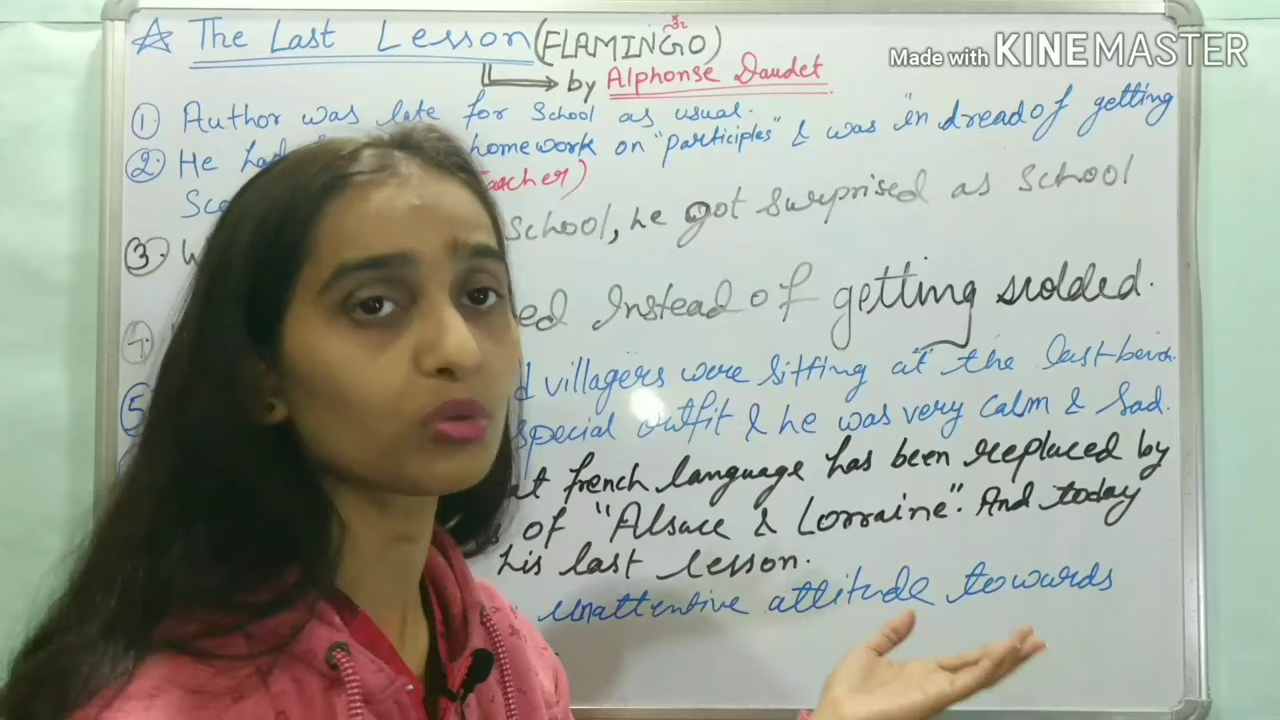 ☆ The Last Lesson (FLAMINGO)
Made with KINEMASTER
by Alphonse Daudet
① Author was late for School as usual.
② He had homework on "participles" & was "in dread of getting
Teacher)
③ School, he got surprised as School
④ ed Instead of getting scolded.
⑤ d villagers were sitting at the last bench.
special outfit & he was very calm & sad.
at french language has been replaced by
s of "Alsace & Lorraine". And today
his last lesson.
unattentive attitude towards